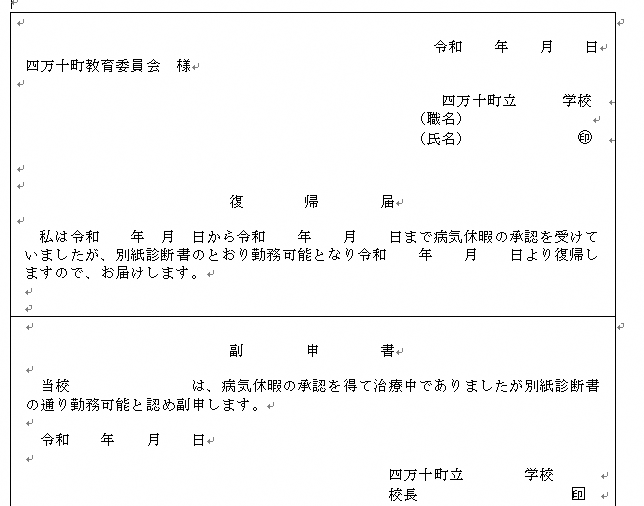 令和　　年　　月　　日
四万十町教育委員会　様
四万十町立　　　学校
（職名）
（氏名）　　　　　　　　㊞
復　　　　帰　　　　届
私は令和　　年　月　日から令和　　年　　月　　日まで病気休暇の承認を受けて
いましたが、別紙診断書のとおり勤務可能となり令和　　年　　月　　日より復帰し
ますので、お届けします。
副　　　　申　　　　書
当校　　　　　　　　は、病気休暇の承認を得て治療中でありましたが別紙診断書
の通り勤務可能と認め副申します。
令和　　年　　月　　日
四万十町立　　　　学校
校長　　　　　　　　　　印